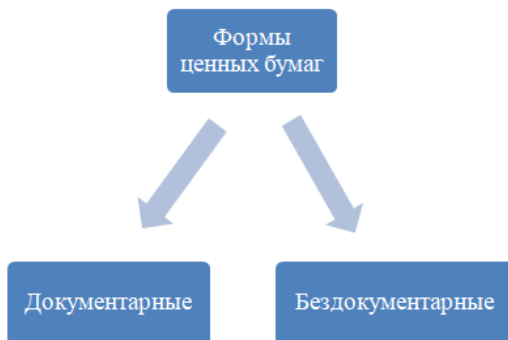 Формы
ценных бумаг
Документарные
Бездокументарные